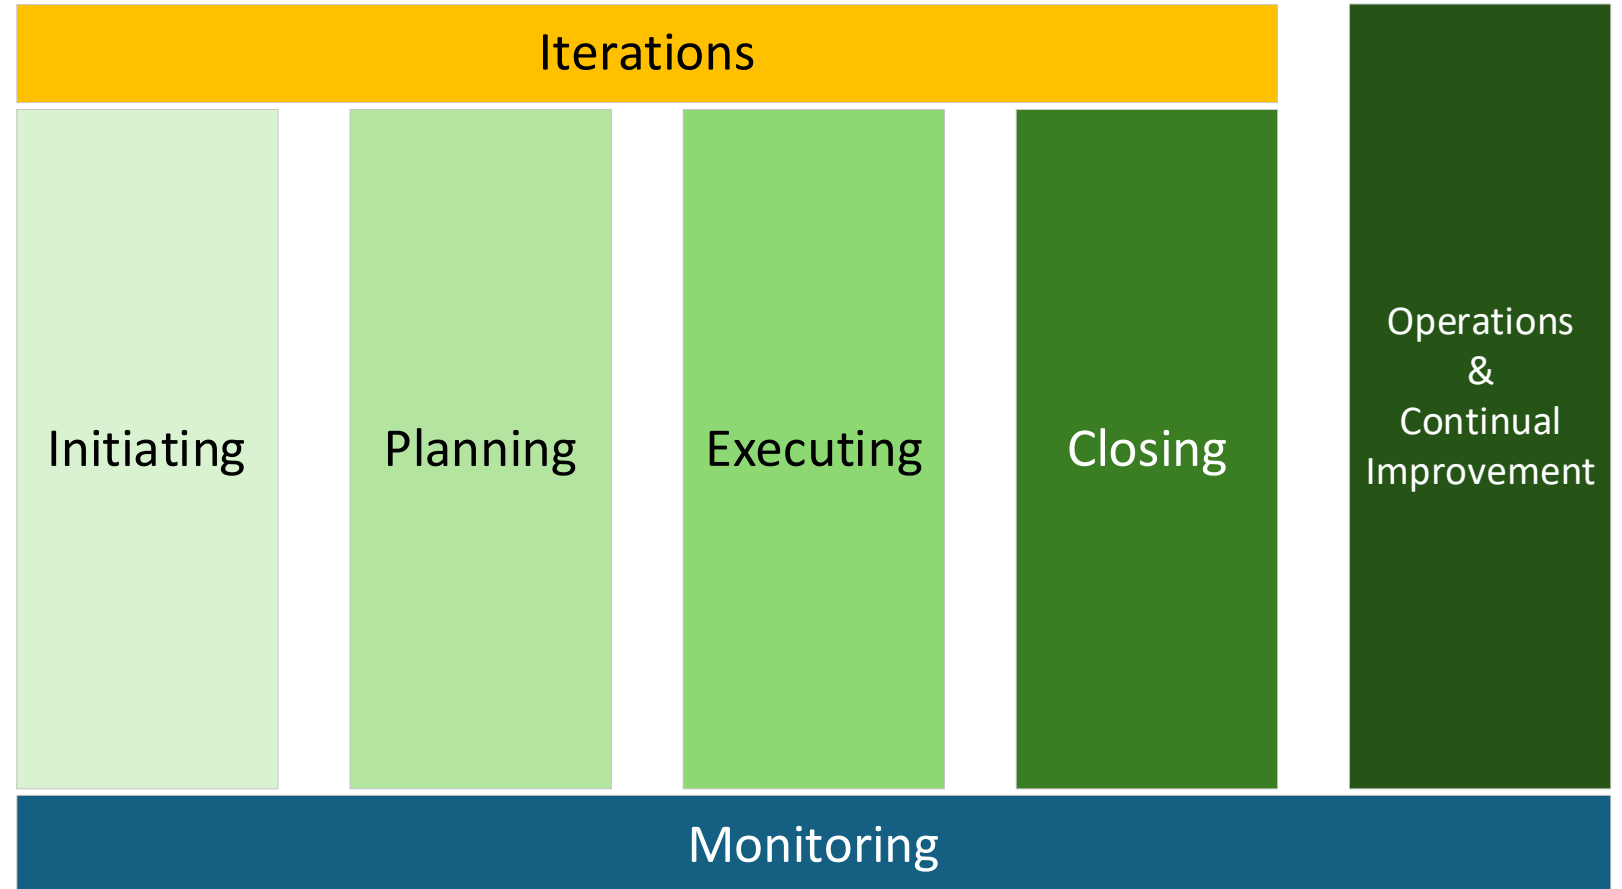 Iterations
Initiating
Planning
Executing
Closing
Operations
&
Continual
Improvement
Monitoring